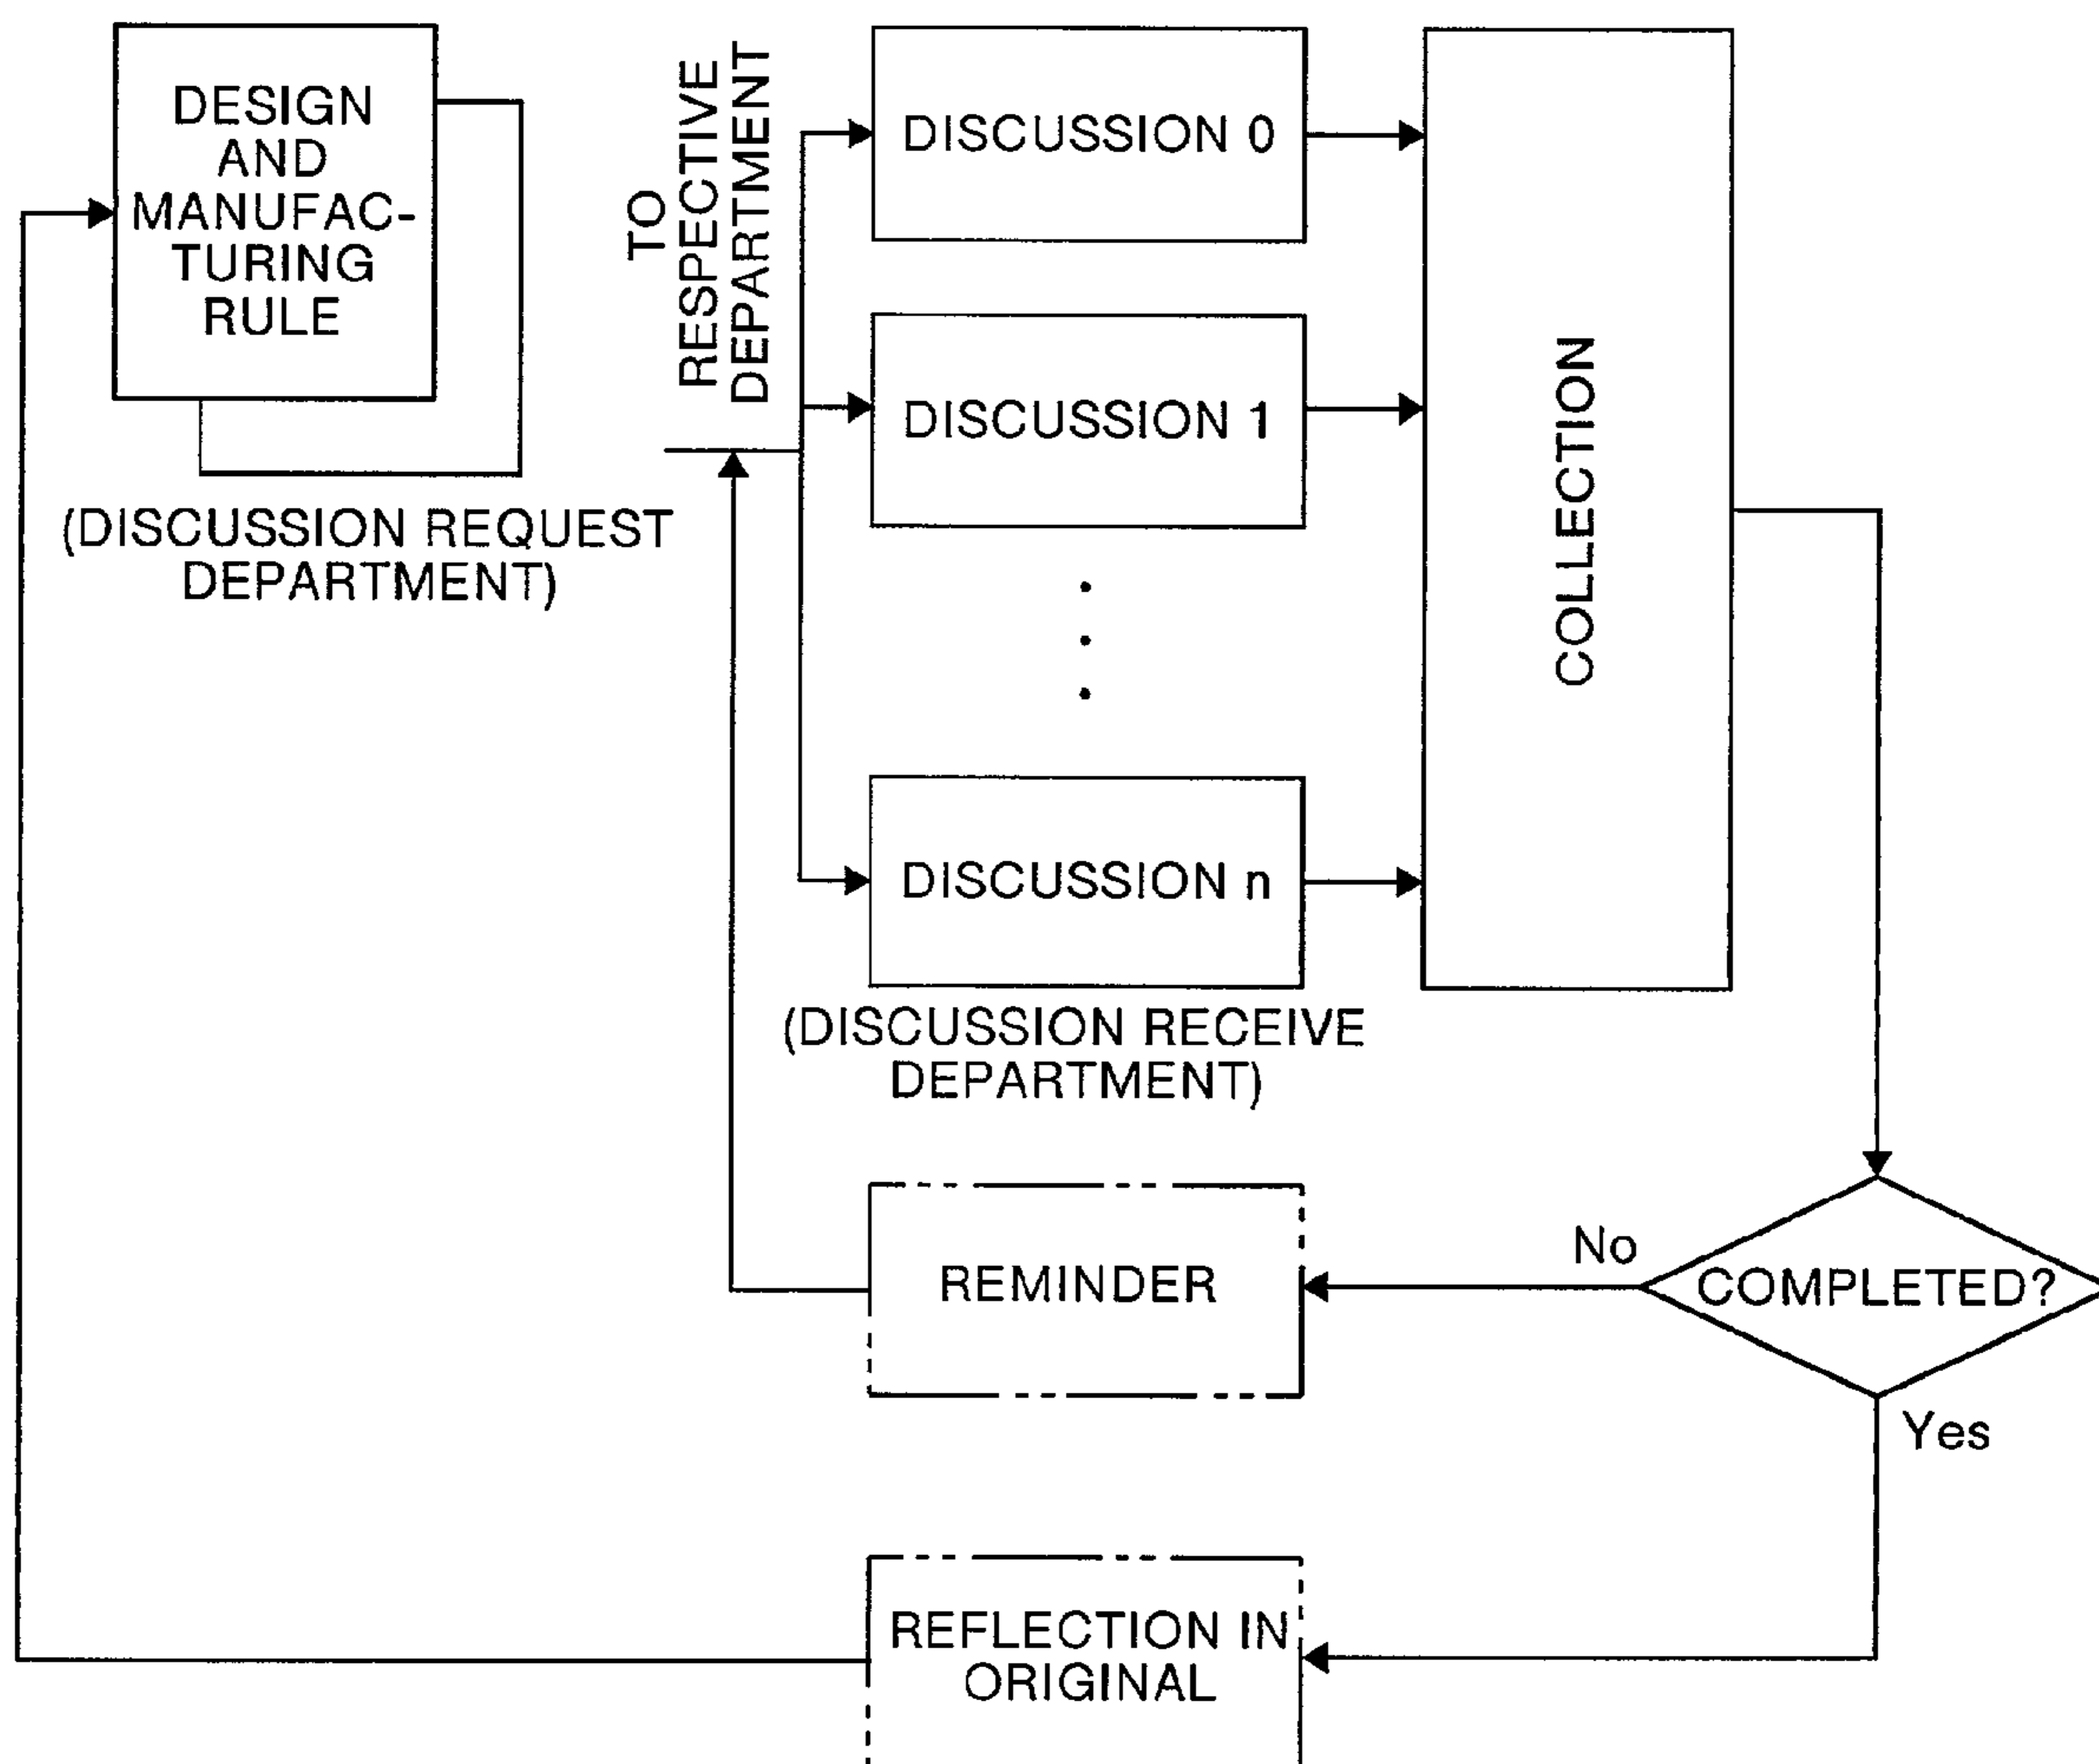 DESIGN
AND
MANUFAC-
TURING
RULE
(DISCUSSION REQUEST
DEPARTMENT)
TO
RESPECTIVE
DEPARTMENT
DISCUSSION 0
DISCUSSION 1
DISCUSSION n
(DISCUSSION RECEIVE
DEPARTMENT)
COLLECTION
COMPLETED?
No
Yes
REMINDER
REFLECTION IN
ORIGINAL